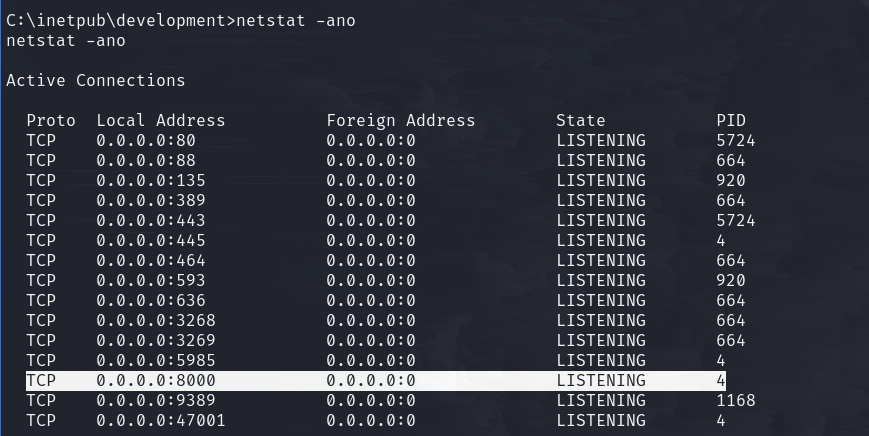 C:\inetpub\development>netstat -ano
netstat -ano
Active Connections
Proto Local Address Foreign Address State PID
TCP 0.0.0.0:80 0.0.0.0:0 LISTENING 5724
TCP 0.0.0.0:88 0.0.0.0:0 LISTENING 664
TCP 0.0.0.0:135 0.0.0.0:0 LISTENING 920
TCP 0.0.0.0:389 0.0.0.0:0 LISTENING 664
TCP 0.0.0.0:443 0.0.0.0:0 LISTENING 5724
TCP 0.0.0.0:445 0.0.0.0:0 LISTENING 4
TCP 0.0.0.0:464 0.0.0.0:0 LISTENING 664
TCP 0.0.0.0:593 0.0.0.0:0 LISTENING 920
TCP 0.0.0.0:636 0.0.0.0:0 LISTENING 664
TCP 0.0.0.0:3268 0.0.0.0:0 LISTENING 664
TCP 0.0.0.0:3269 0.0.0.0:0 LISTENING 664
TCP 0.0.0.0:5985 0.0.0.0:0 LISTENING 4
TCP 0.0.0.0:8000 0.0.0.0:0 LISTENING 4
TCP 0.0.0.0:9389 0.0.0.0:0 LISTENING 1168
TCP 0.0.0.0:47001 0.0.0.0:0 LISTENING 4